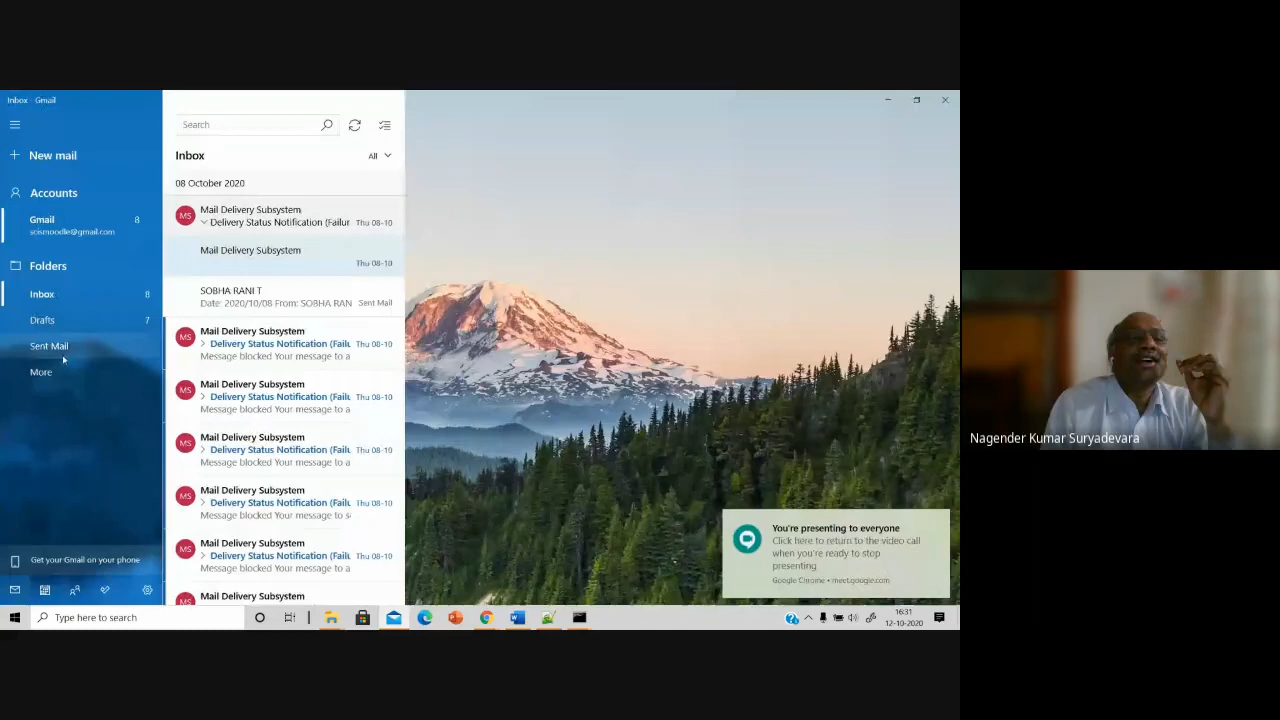 Inbox - Gmail
Search
New mail
Inbox
All
08 October 2020
Accounts
Gmail 8
scismoodle@gmail.com
Folders
Inbox 8
Drafts 7
Sent Mail
More
Get your Gmail on your phone
MS Mail Delivery Subsystem
Delivery Status Notification (Failur Thu 08-10
Mail Delivery Subsystem
Thu 08-10
SOBHA RANI T
Date: 2020/10/08 From: SOBHA RAN Sent Mail
MS Mail Delivery Subsystem
Delivery Status Notification (Failu Thu 08-10
Message blocked Your message to a
MS Mail Delivery Subsystem
Delivery Status Notification (Failu Thu 08-10
Message blocked Your message to a
MS Mail Delivery Subsystem
Delivery Status Notification (Failu Thu 08-10
Message blocked Your message to a
MS Mail Delivery Subsystem
Delivery Status Notification (Failu Thu 08-10
Message blocked Your message to s
MS Mail Delivery Subsystem
Delivery Status Notification (Failu Thu 08-10
Message blocked Your message to a
MS Mail Delivery Subsystem
You're presenting to everyone
Click here to return to the video call
when you're ready to stop
presenting
Google Chrome • meet.google.com
Type here to search
16:31
12-10-2020
Nagender Kumar Suryadevara